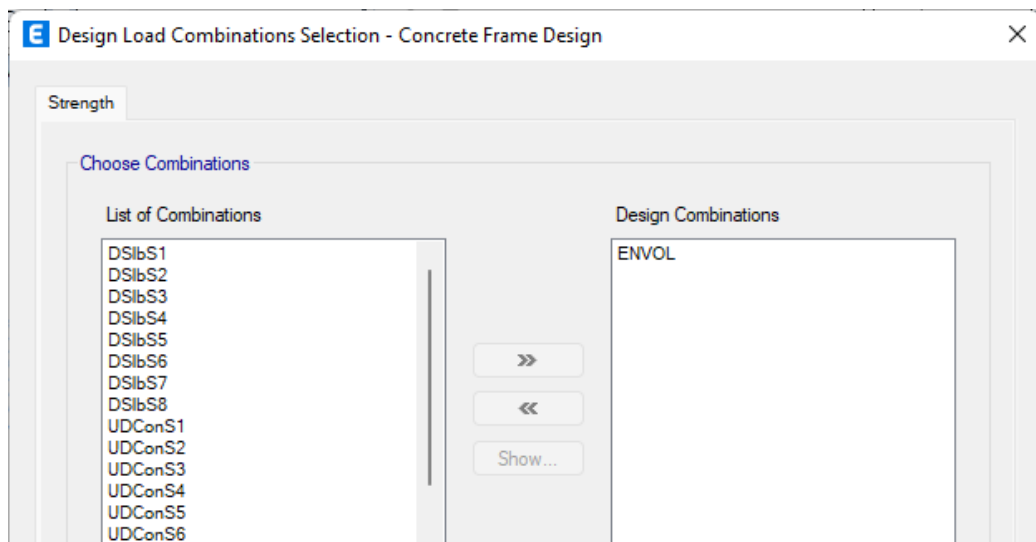 E Design Load Combinations Selection - Concrete Frame Design
Strength
Choose Combinations
List of Combinations
DSlbS1
DSlbS2
DSlbS3
DSlbS4
DSlbS5
DSlbS6
DSlbS7
DSlbS8
UDConS1
UDConS2
UDConS3
UDConS4
UDConS5
UDConS6
>>
<<
Show...
Design Combinations
ENVOL